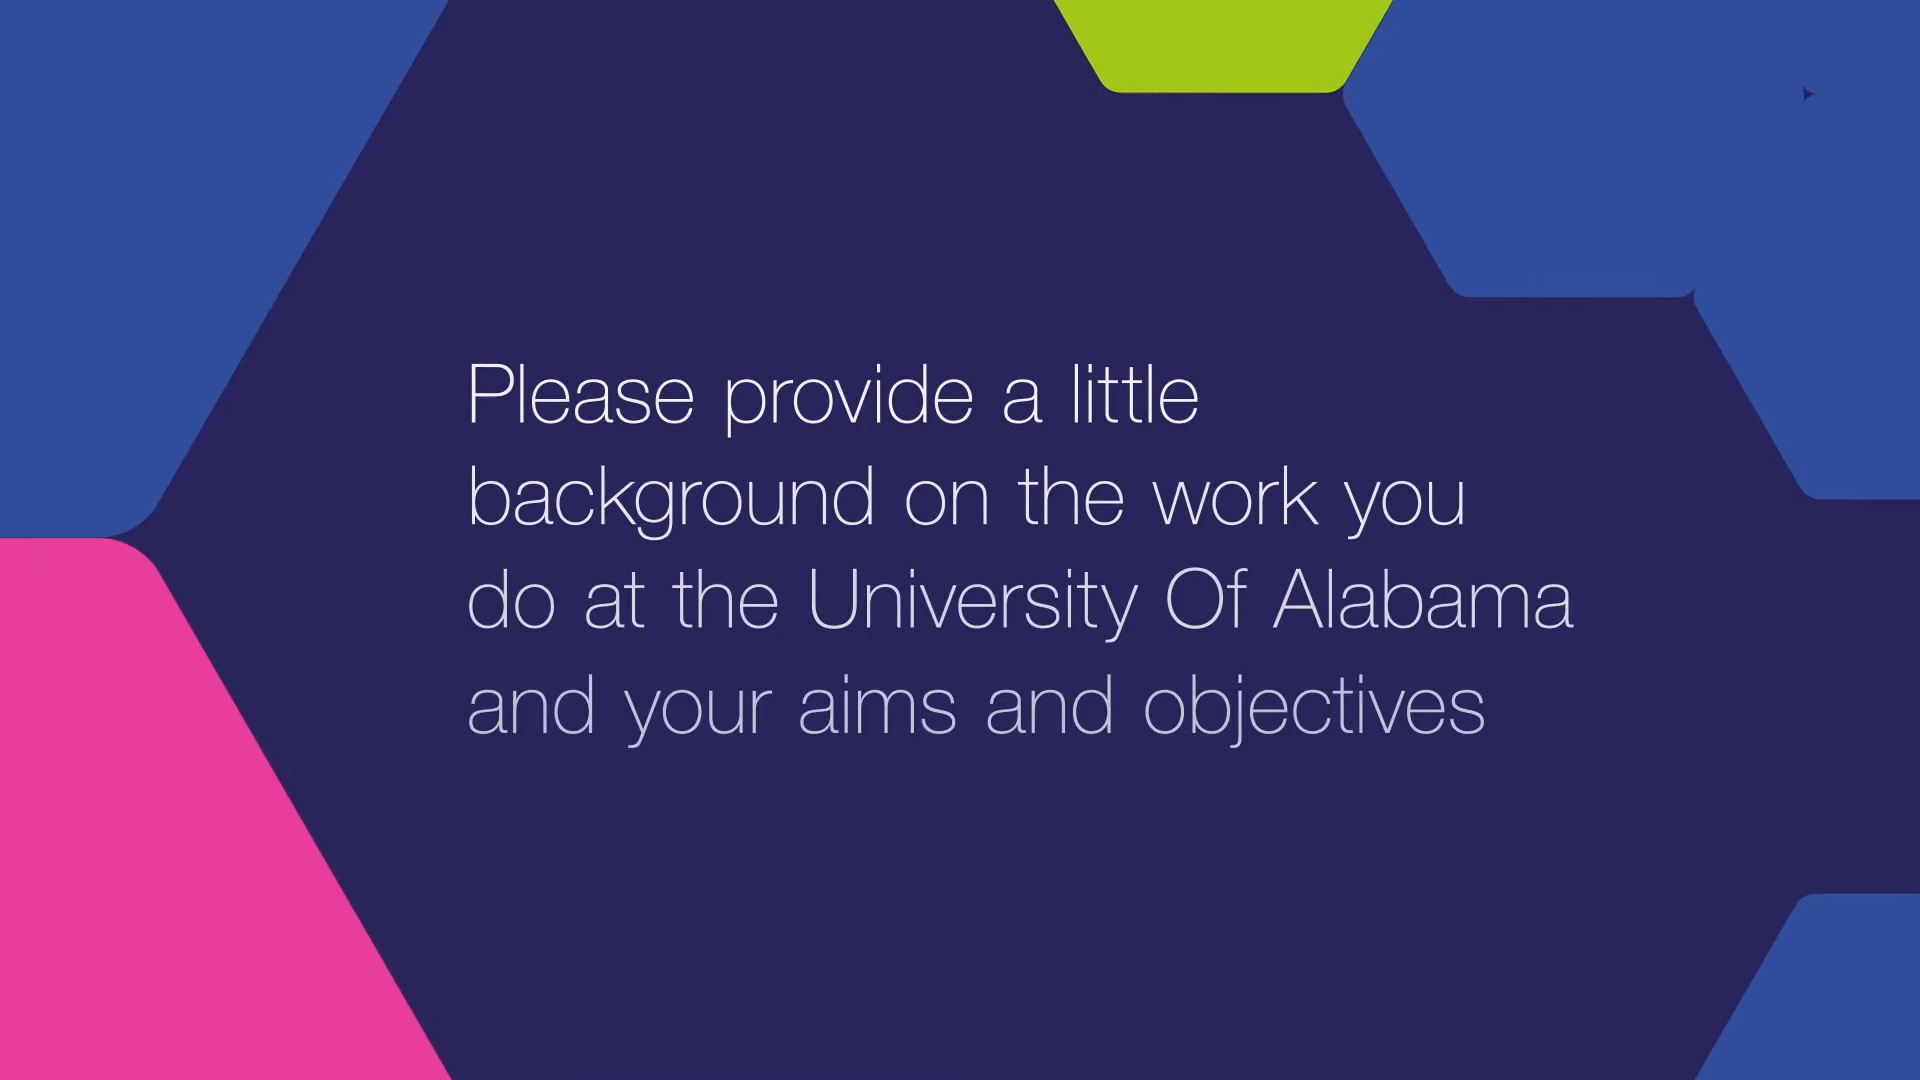 Please provide a little
background on the work you
do at the University Of Alabama
and your aims and objectives